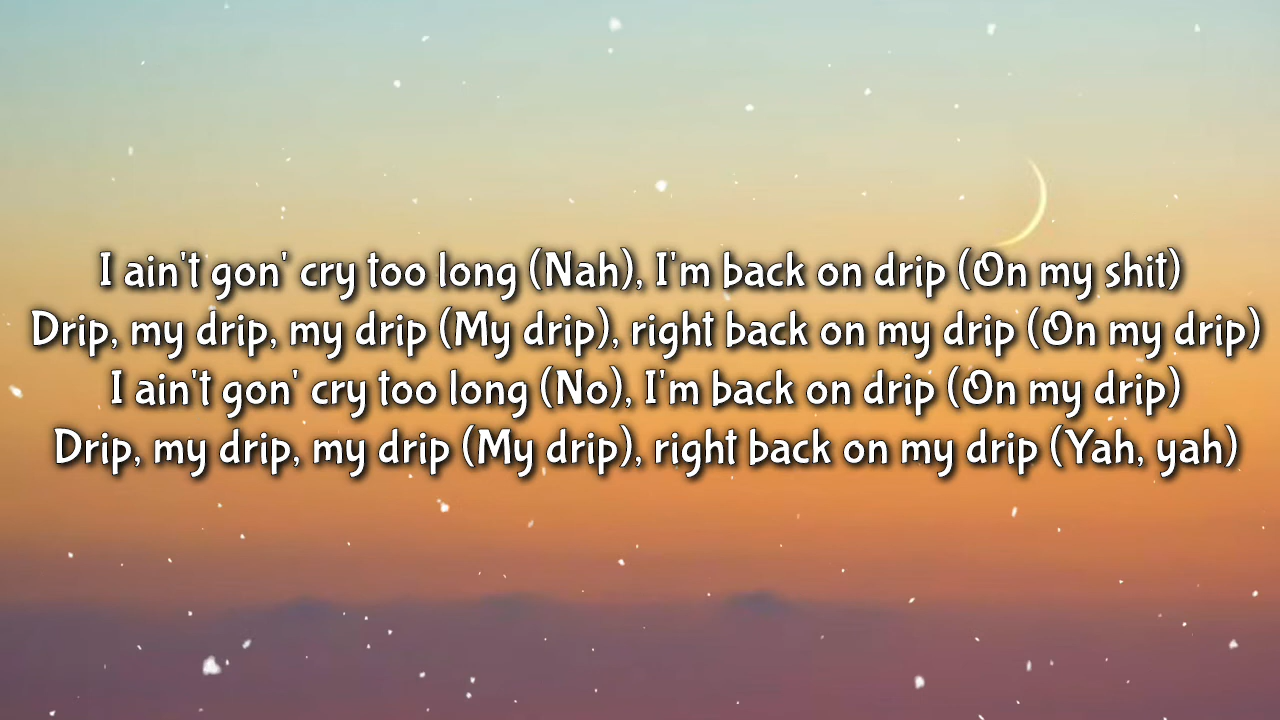 I ain't gon' cry too long (Nah), I'm back on drip (On my shit)
Drip, my drip, my drip (My drip), right back on my drip (On my drip)
I ain't gon' cry too long (No), I'm back on drip (On my drip)
Drip, my drip, my drip (My drip), right back on my drip (Yah, yah)